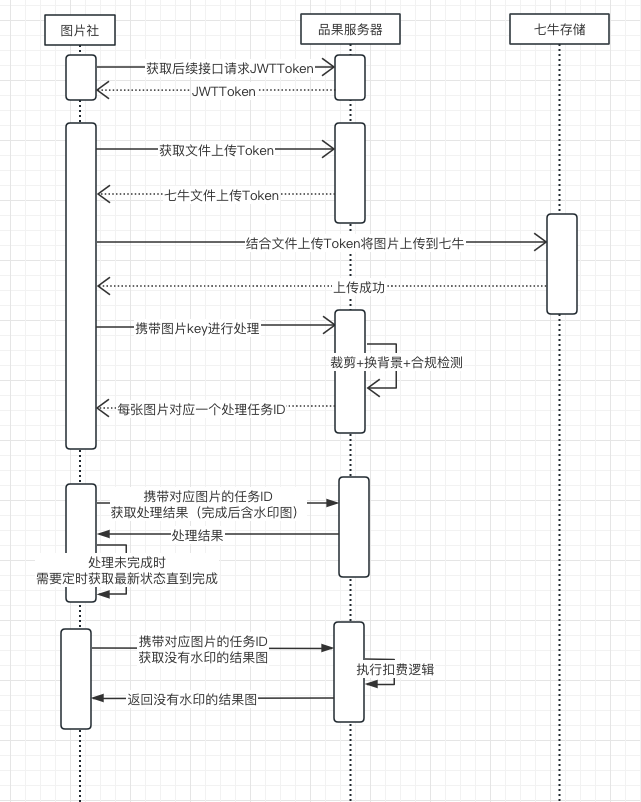 图片社
品果服务器
七牛存储
获取后续接口请求JWTToken
JWTToken
获取文件上传Token
七牛文件上传Token
结合文件上传Token将图片上传到七牛
上传成功
携带图片key进行处理
裁剪+换背景+合规检测
每张图片对应一个处理任务ID
携带对应图片的任务ID
获取处理结果（完成后含水印图）
处理结果
处理未完成时
需要定时获取最新状态直到完成
携带对应图片的任务ID
获取没有水印的结果图
执行扣费逻辑
返回没有水印的结果图